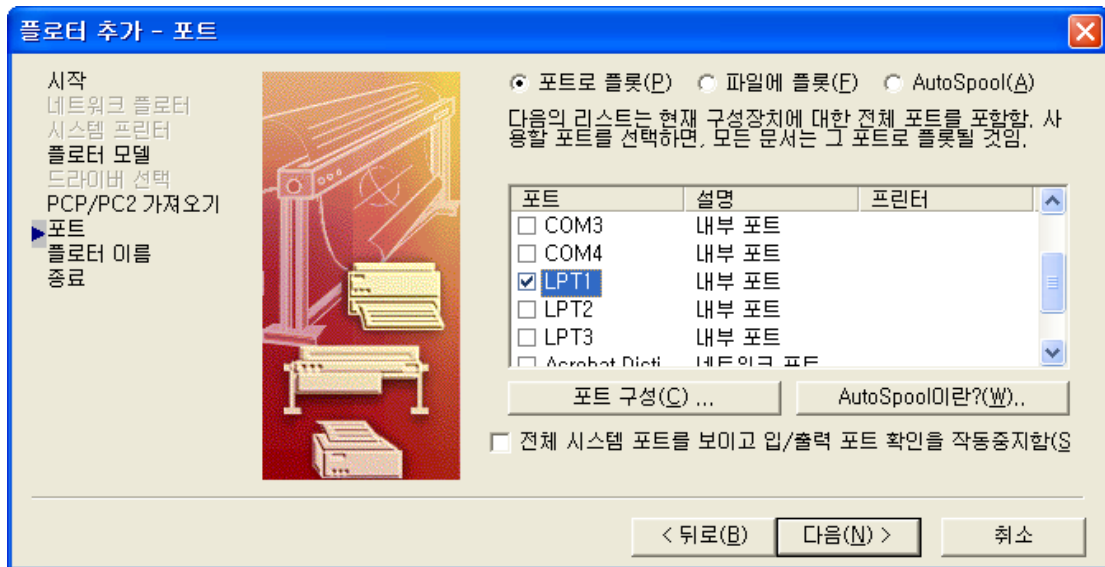 플로터 추가 - 포트
시작
네트워크 플로터
시스템 프린터
플로터 모델
드라이버 선택
PCP/PC2 가져오기
포트
플로터 이름
종료
포트로 플롯(P) 파일에 플롯(F) AutoSpool(A)
다음의 리스트는 현재 구성장치에 대한 전체 포트를 포함함. 사
용할 포트를 선택하면, 모든 문서는 그 포트로 플롯될 것임.
포트 설명 프린터
COM3 내부 포트
COM4 내부 포트
LPT1 내부 포트
LPT2 내부 포트
LPT3 내부 포트
Acrobat Disti... 네트워크 포트
포트 구성(C) ... AutoSpool이란?(W)..
전체 시스템 포트를 보이고 입/출력 포트 확인을 작동중지함(S
< 뒤로(B) 다음(N) > 취소